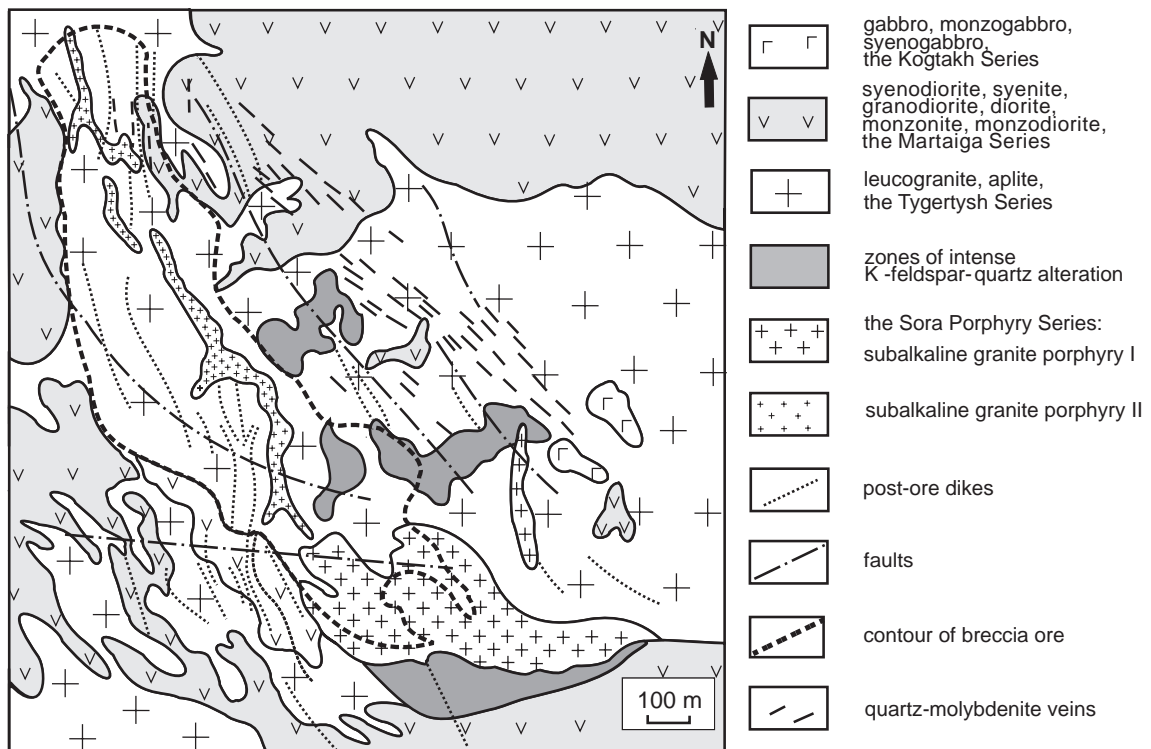 N
100 m
gabbro, monzogabbro,
syenogabbro,
the Kogtakh Series
syenodiorite, syenite,
granodiorite, diorite,
monzonite, monzodiorite,
the Martaiga Series
leucogranite, aplite,
the Tygertysh Series
zones of intense
K -feldspar-quartz alteration
the Sora Porphyry Series:
subalkaline granite porphyry I
subalkaline granite porphyry II
post-ore dikes
faults
contour of breccia ore
quartz-molybdenite veins